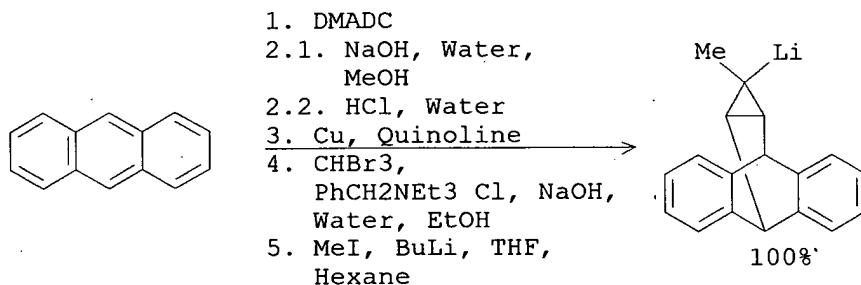 1. DMADC
2.1. NaOH, Water,
MeOH
2.2. HCl, Water
3. Cu, Quinoline
4. CHBr3,
PhCH2NEt3 Cl, NaOH,
Water, EtOH
5. MeI, BuLi, THF,
Hexane
Me
Li
100%